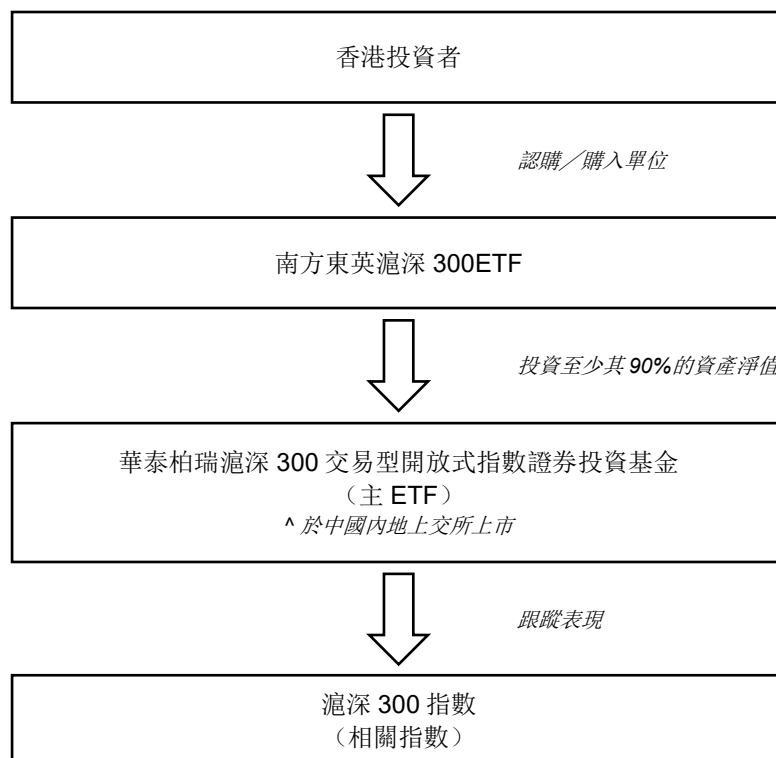 香港投資者
認購／購入單位
南方東英滬深 300ETF
投資至少其 90%的資產淨值
華泰柏瑞滬深 300 交易型開放式指數證券投資基金
（主 ETF）
^ 於中國內地上交所上市
跟蹤表現
滬深 300 指數
（相關指數）